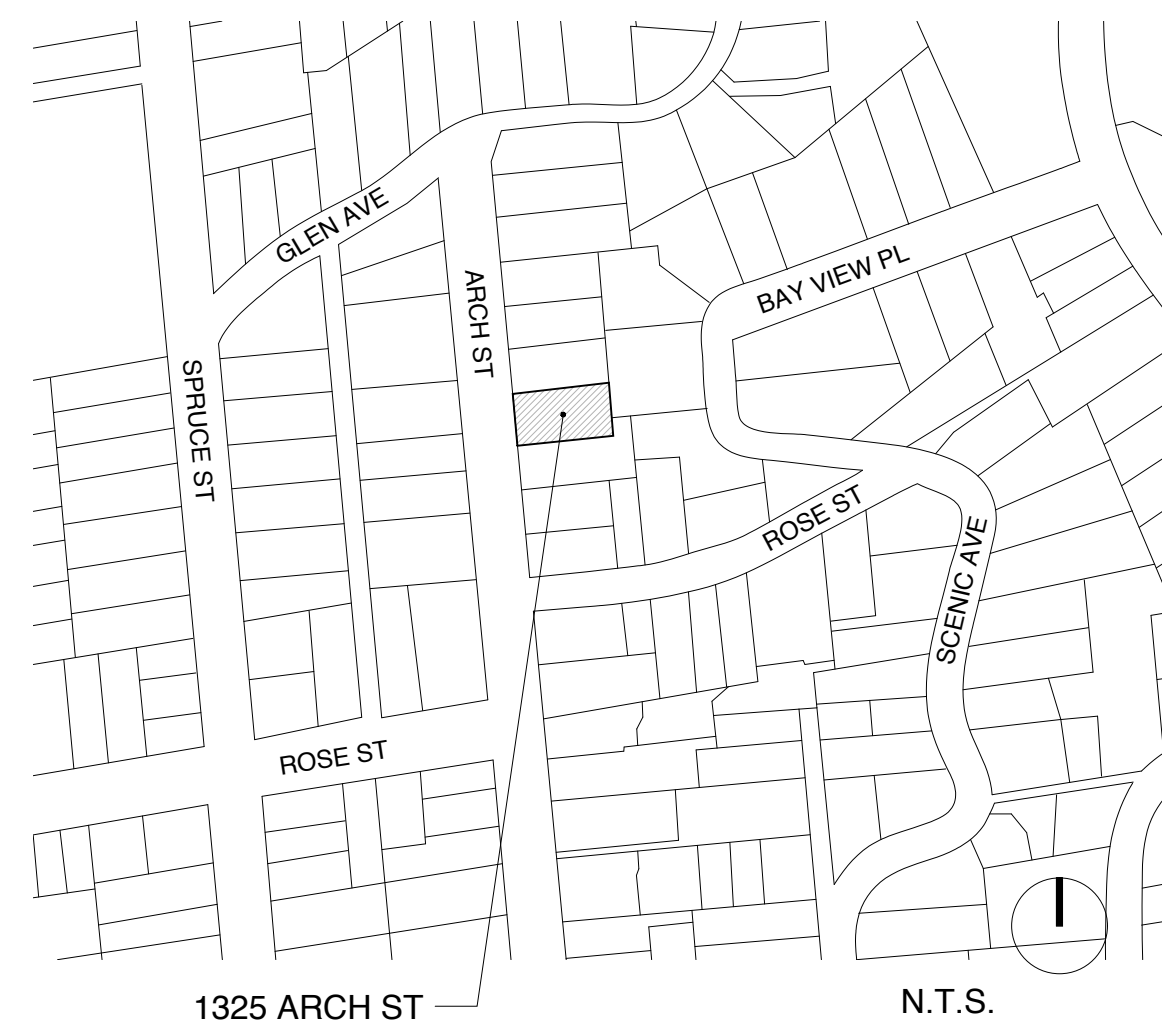 GLEN AVE
BAY VIEW PL
ARCH ST
SPRUCE ST
ROSE ST
SCENIC AVE
ROSE ST
1325 ARCH ST
N.T.S.